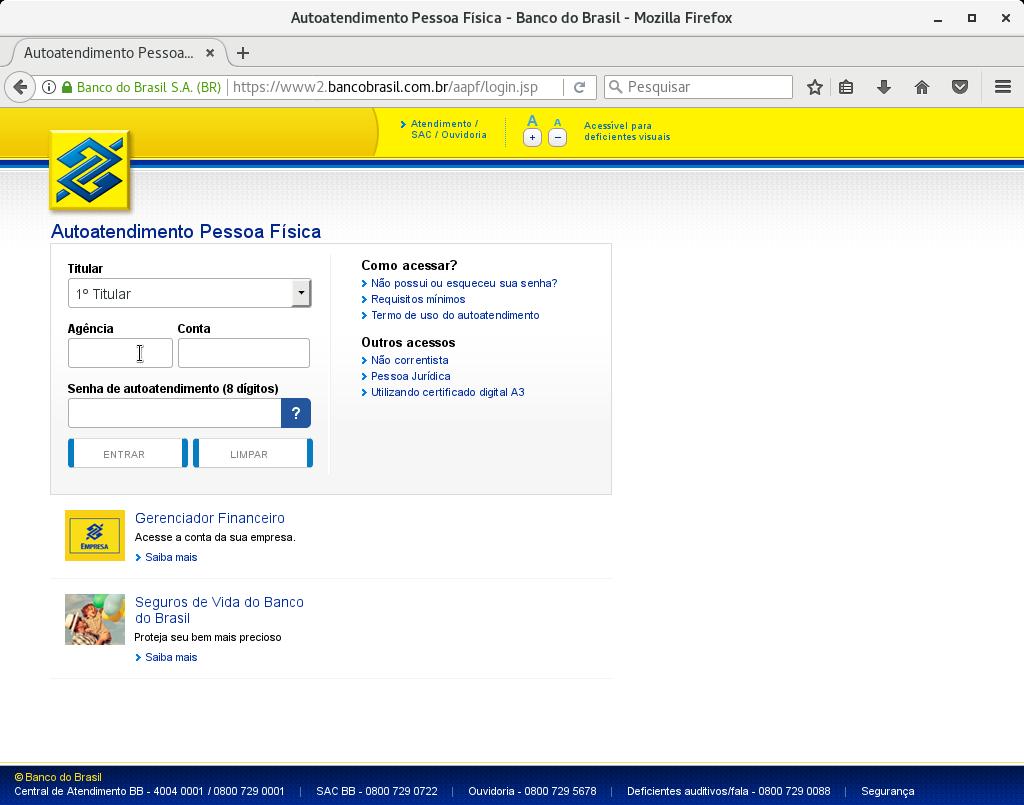 Autoatendimento Pessoa Física - Banco do Brasil - Mozilla Firefox
Autoatendimento Pessoa...
Banco do Brasil S.A. (BR)
https://www2.bancobrasil.com.br/aapf/login.jsp
Pesquisar
Atendimento /
SAC / Ouvidoria
A
+
A
−
Acessível para
deficientes visuais
Autoatendimento Pessoa Física
Titular
1º Titular
Agência
Conta
Senha de autoatendimento (8 dígitos)
?
ENTRAR
LIMPAR
Como acessar?
Não possui ou esqueceu sua senha?
Requisitos mínimos
Termo de uso do autoatendimento
Outros acessos
Não correntista
Pessoa Jurídica
Utilizando certificado digital A3
EMPRESA
Gerenciador Financeiro
Acesse a conta da sua empresa.
Saiba mais
Seguros de Vida do Banco
do Brasil
Proteja seu bem mais precioso
Saiba mais
© Banco do Brasil
Central de Atendimento BB - 4004 0001 / 0800 729 0001 | SAC BB - 0800 729 0722 | Ouvidoria - 0800 729 5678 | Deficientes auditivos/fala - 0800 729 0088 | Segurança